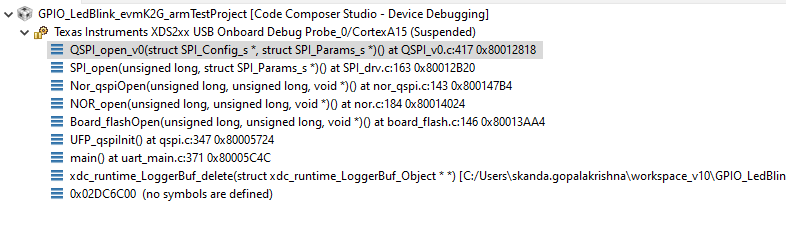 GPIO_LedBlink_evmK2G_armTestProject [Code Composer Studio - Device Debugging]
Texas Instruments XDS2xx USB Onboard Debug Probe_0/CortexA15 (Suspended)
QSPI_open_v0(struct SPI_Config_s *, struct SPI_Params_s *)() at QSPI_v0.c:417 0x80012818
SPI_open(unsigned long, struct SPI_Params_s *)() at SPI_drv.c:163 0x80012B20
Nor_qspiOpen(unsigned long, unsigned long, void *)() at nor_qspi.c:143 0x800147B4
NOR_open(unsigned long, unsigned long, void *)() at nor.c:184 0x80014024
Board_flashOpen(unsigned long, unsigned long, void *)() at board_flash.c:146 0x80013AA4
UFP_qspiInit() at qspi.c:347 0x80005724
main() at uart_main.c:371 0x80005C4C
xdc_runtime_LoggerBuf_delete(struct xdc_runtime_LoggerBuf_Object * *) [C:/Users\skanda.gopalakrishna\workspace_v10\GPIO_LedBlin
0x02DC6C00 (no symbols are defined)